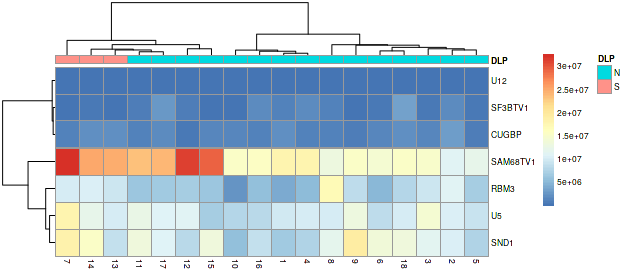 DLP
U12
SF3BTV1
CUGBP
SAM68TV1
RBM3
U5
SND1
7 14 13 11 17 12 15 10 16 1 4 8 9 6 18 3 2 5
3e+07
2.5e+07
2e+07
1.5e+07
1e+07
5e+06
DLP
N
S